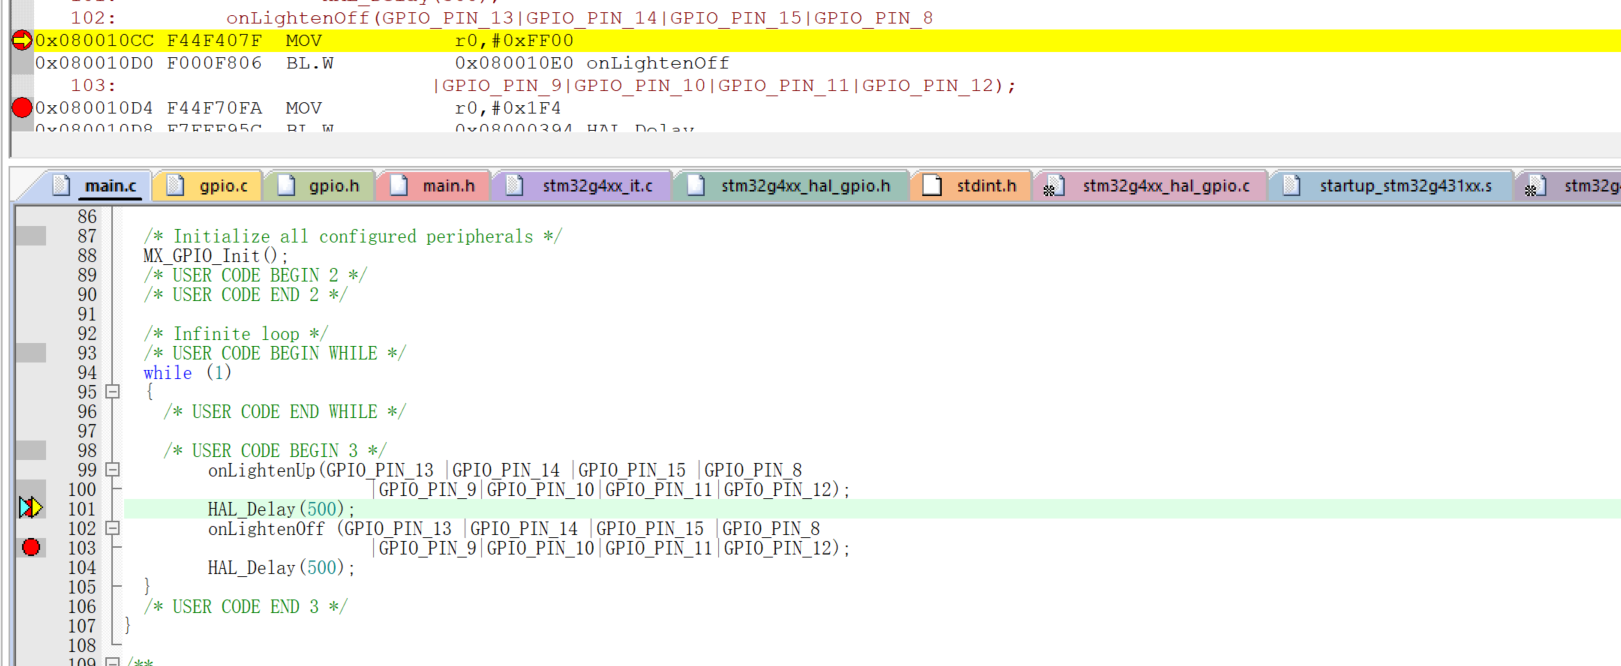 102:           onLightenOff(GPIO_PIN_13|GPIO_PIN_14|GPIO_PIN_15|GPIO_PIN_8
0x080010CC F44F407F  MOV           r0,#0xFF00
0x080010D0 F000F806  BL.W          0x080010E0 onLightenOff
103:                           |GPIO_PIN_9|GPIO_PIN_10|GPIO_PIN_11|GPIO_PIN_12);
0x080010D4 F44F70FA  MOV           r0,#0x1F4
0x080010D8 F7FFF95C  BL.W          0x08000394 HAL_Delay
main.c gpio.c gpio.h main.h stm32g4xx_it.c stm32g4xx_hal_gpio.h stdint.h stm32g4xx_hal_gpio.c startup_stm32g431xx.s stm32g
86
87 /* Initialize all configured peripherals */
88 MX_GPIO_Init();
89 /* USER CODE BEGIN 2 */
90 /* USER CODE END 2 */
91
92 /* Infinite loop */
93 /* USER CODE BEGIN WHILE */
94 while (1)
95 {
96 /* USER CODE END WHILE */
97
98 /* USER CODE BEGIN 3 */
99 onLightenUp(GPIO_PIN_13 |GPIO_PIN_14 |GPIO_PIN_15 |GPIO_PIN_8
100 |GPIO_PIN_9|GPIO_PIN_10|GPIO_PIN_11|GPIO_PIN_12);
101 HAL_Delay(500);
102 onLightenOff (GPIO_PIN_13 |GPIO_PIN_14 |GPIO_PIN_15 |GPIO_PIN_8
103 |GPIO_PIN_9|GPIO_PIN_10|GPIO_PIN_11|GPIO_PIN_12);
104 HAL_Delay(500);
105 }
106 /* USER CODE END 3 */
107 }
108
109 /**